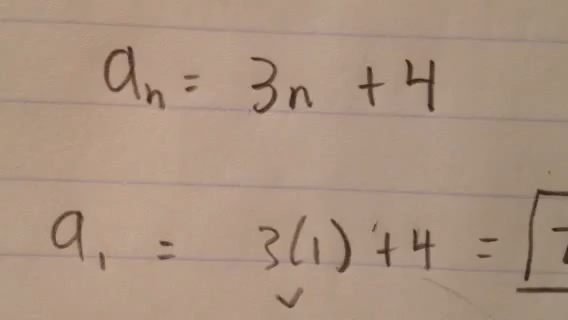 aₙ = 3n + 4
a₁ = 3(1) + 4 =